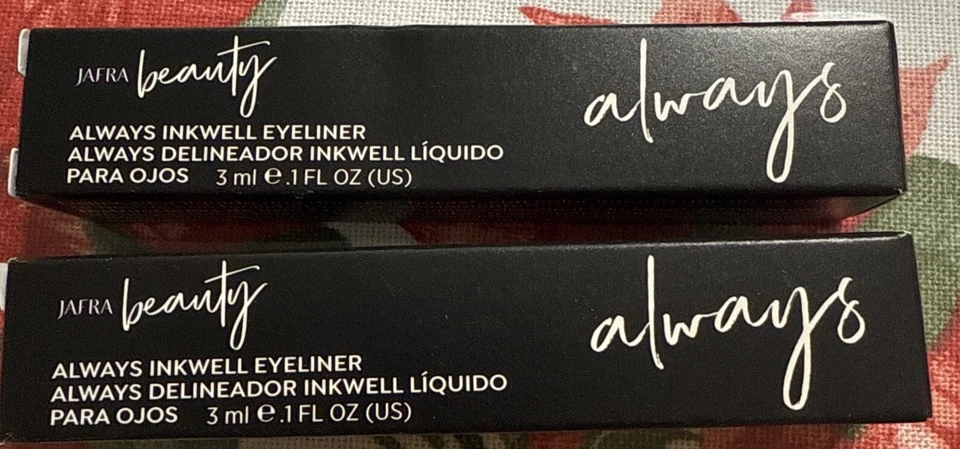 JAFRA beauty
always
ALWAYS INKWELL EYELINER
ALWAYS DELINEADOR INKWELL LÍQUIDO
PARA OJOS 3 ml ℮ .1 FL OZ (US)
JAFRA beauty
always
ALWAYS INKWELL EYELINER
ALWAYS DELINEADOR INKWELL LÍQUIDO
PARA OJOS 3 ml ℮ .1 FL OZ (US)